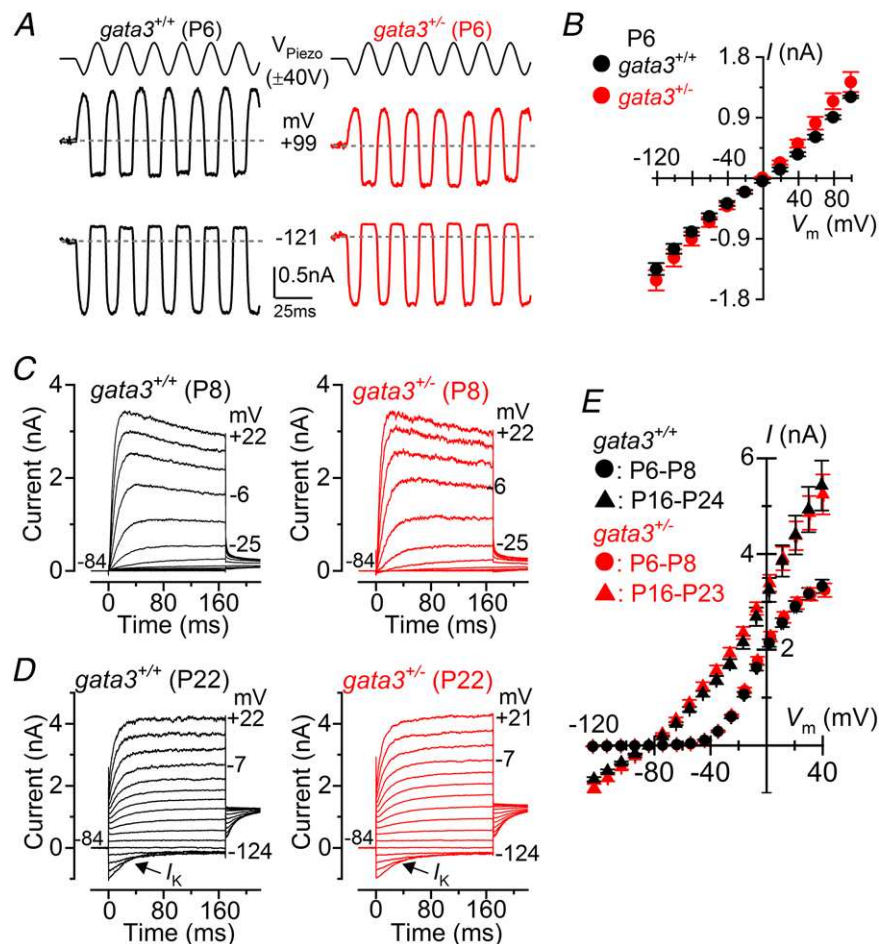 A
gata3+/+ (P6)
gata3+/- (P6)
VPiezo
(±40V)
mV
+99
-121
0.5nA
25ms
B
P6
I (nA)
gata3+/+
gata3+/-
1.8
0.9
-120
-40
40
80
Vm (mV)
-0.9
-1.8
C
gata3+/+ (P8)
gata3+/- (P8)
mV
mV
+22
+22
-6
6
-25
-25
-84
-84
Current (nA)
Current (nA)
4
2
0
4
2
0
0
80
160
0
80
160
Time (ms)
Time (ms)
D
gata3+/+ (P22)
gata3+/- (P22)
mV
mV
+22
+21
-7
-7
-84
-84
-124
-124
IK
IK
Current (nA)
Current (nA)
4
2
0
4
2
0
0
80
160
0
80
160
Time (ms)
Time (ms)
E
I (nA)
gata3+/+
: P6-P8
: P16-P24
gata3+/-
: P6-P8
: P16-P23
6
4
2
-120
-80
-40
40
Vm (mV)